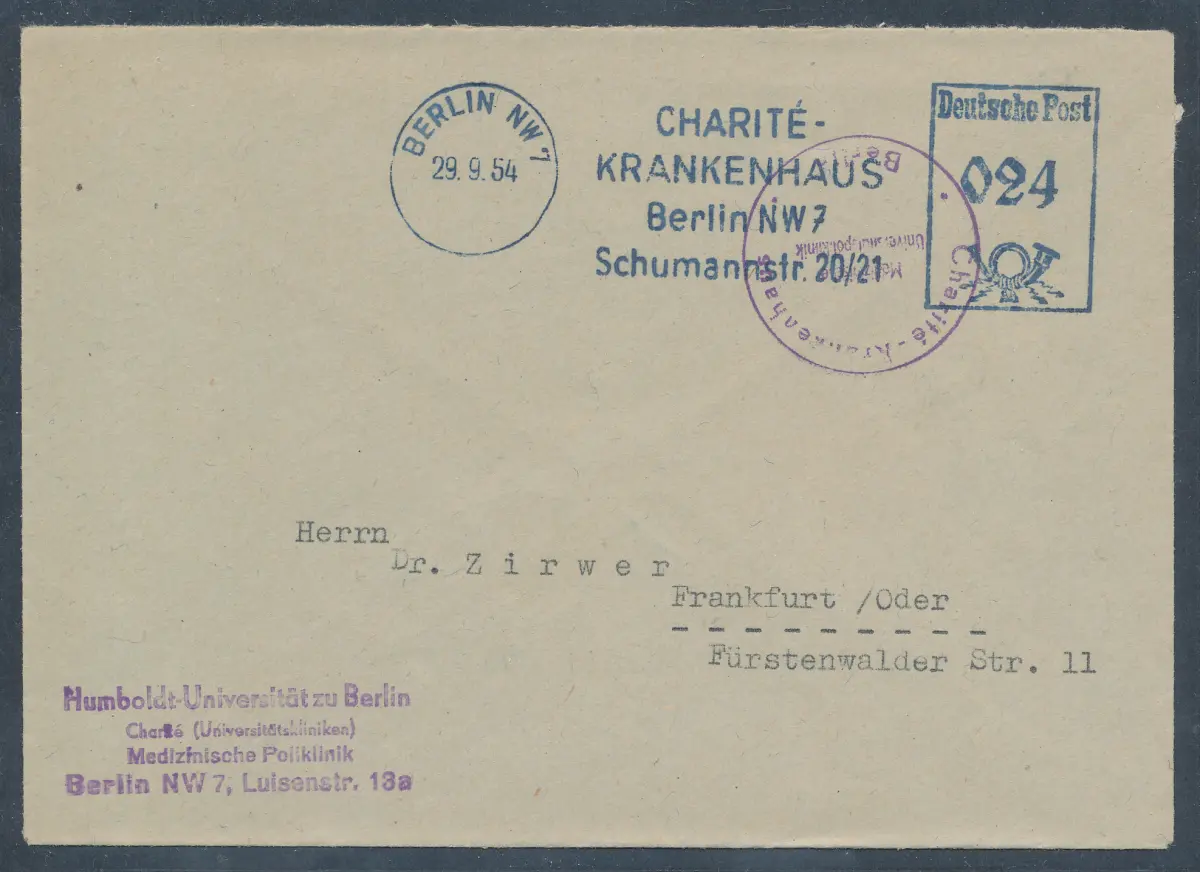 BERLIN NW 7
29. 9. 54
CHARITÉ-
KRANKENHAUS
Berlin NW 7
Schumannstr. 20/21
Deutsche Post
024
Charité-Krankenhaus
Berlin
Universitätspoliklinik
Herrn
Dr. Zirwer
Frankfurt /Oder
Fürstenwalder Str. 11
Humboldt-Universität zu Berlin
Charité (Universitätskliniken)
Medizinische Poliklinik
Berlin NW 7, Luisenstr. 13a